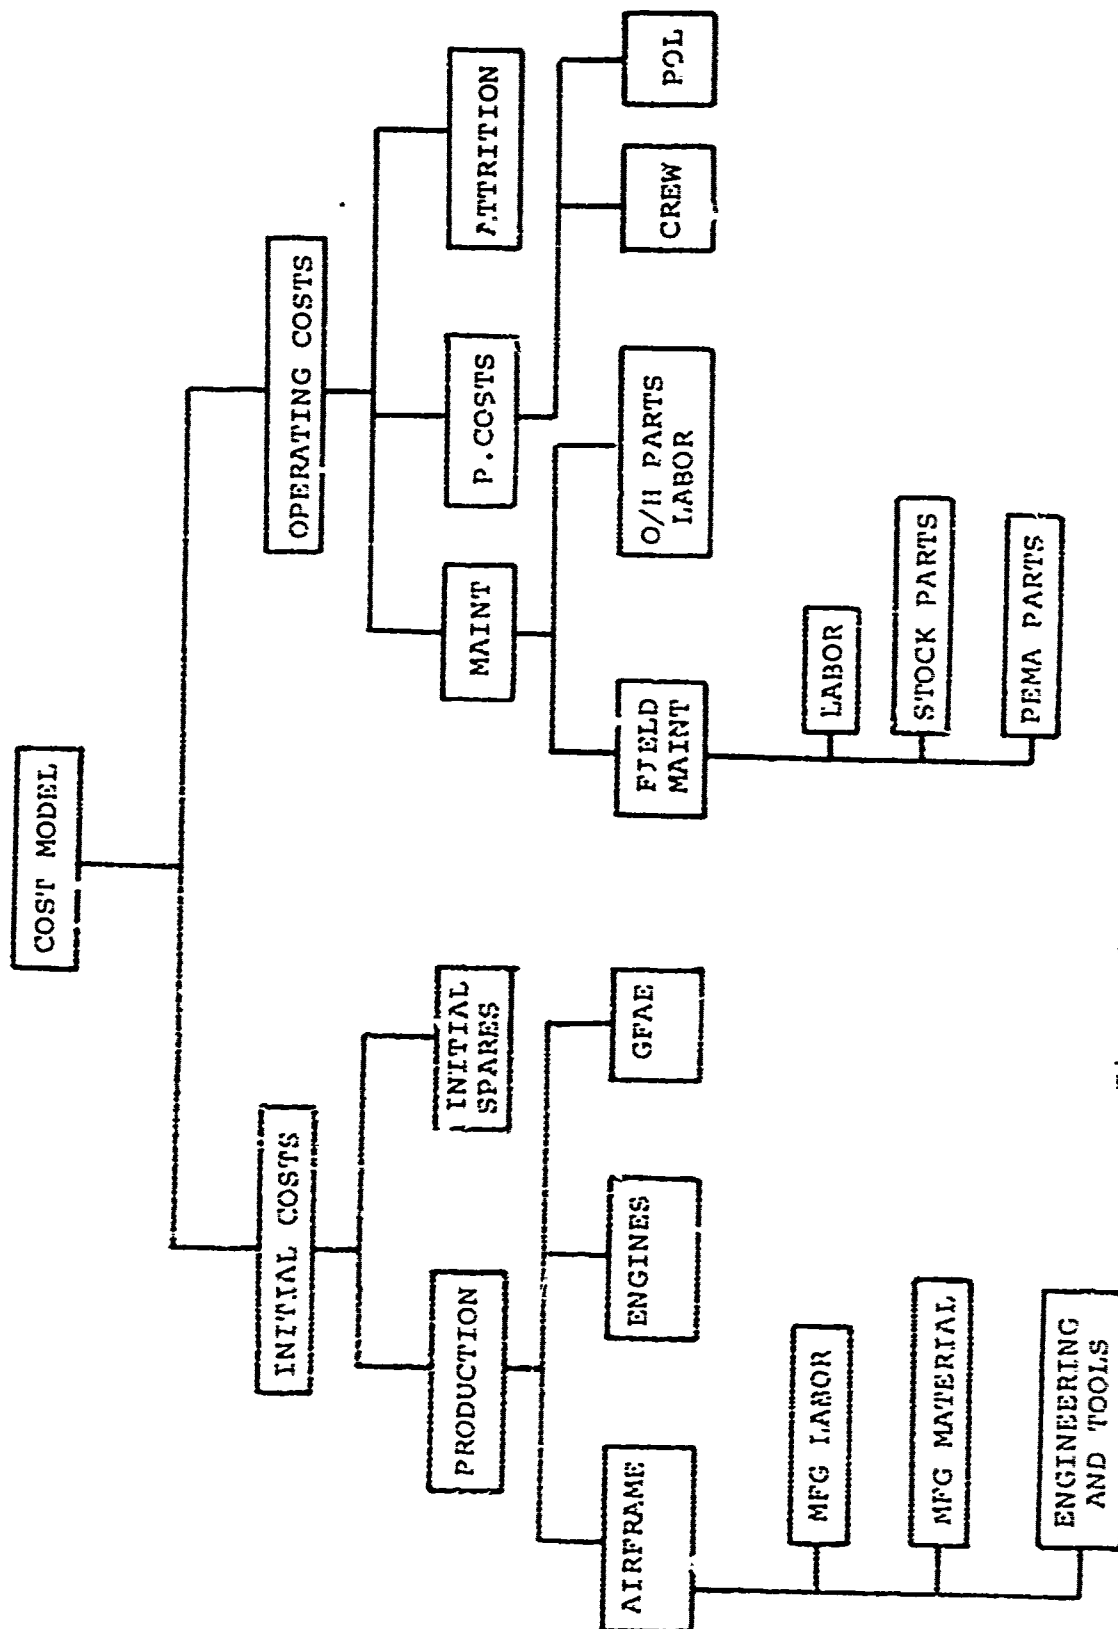 COST MODEL
INITIAL COSTS
OPERATING COSTS
PRODUCTION
INITIAL
SPARES
MAINT
P.COSTS
ATTRITION
AIRFRAME
ENGINES
GFAE
FIELD
MAINT
O/H PARTS
LABOR
CREW
POL
MFG LABOR
MFG MATERIAL
ENGINEERING
AND TOOLS
LABOR
STOCK PARTS
PEMA PARTS